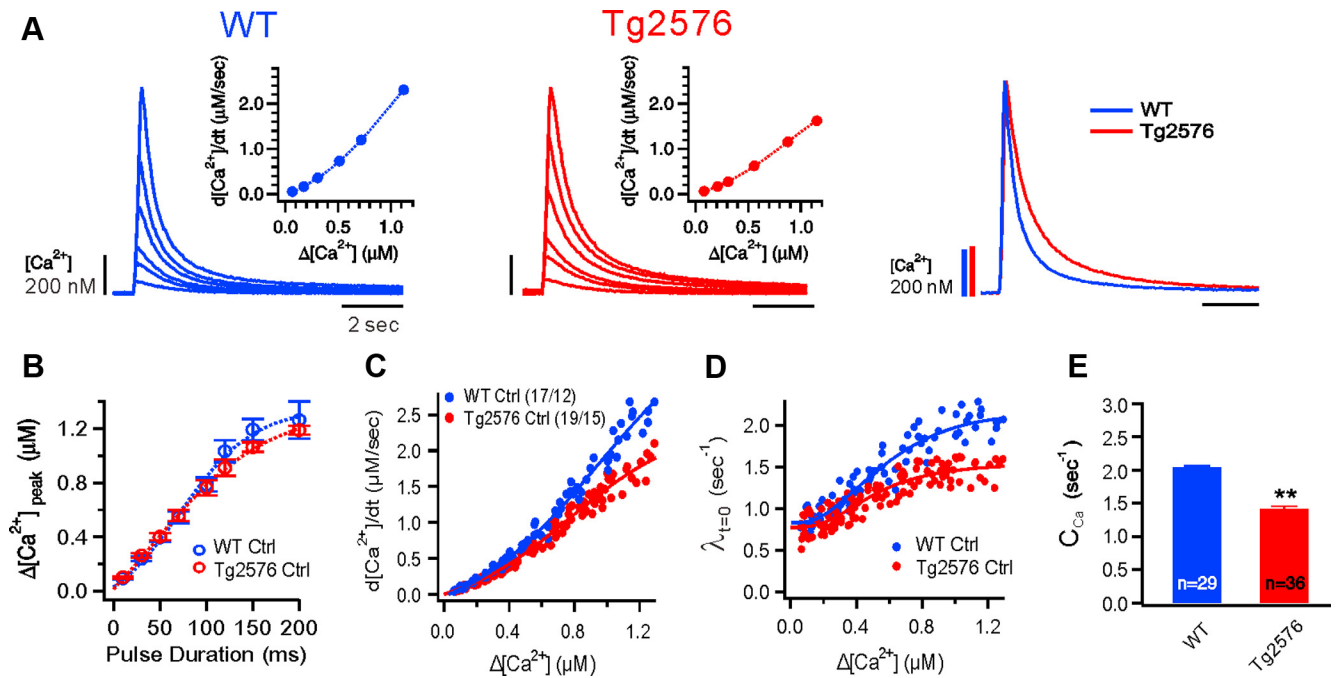 A
WT
Tg2576
d[Ca²⁺]/dt (µM/sec)
2.0
1.0
0.0
0.0
0.5
1.0
Δ[Ca²⁺] (µM)
[Ca²⁺]
200 nM
2 sec
d[Ca²⁺]/dt (µM/sec)
2.0
1.0
0.0
0.0
0.5
1.0
Δ[Ca²⁺] (µM)
WT
Tg2576
[Ca²⁺]
200 nM
B
Δ[Ca²⁺]peak (µM)
1.2
0.8
0.4
0.0
WT Ctrl
Tg2576 Ctrl
0
50
100
150
200
Pulse Duration (ms)
C
d[Ca²⁺]/dt (µM/sec)
2.5
2.0
1.5
1.0
0.5
0.0
WT Ctrl (17/12)
Tg2576 Ctrl (19/15)
0.0
0.4
0.8
1.2
Δ[Ca²⁺] (µM)
D
λt=0 (sec⁻¹)
2.5
2.0
1.5
1.0
0.5
0.0
WT Ctrl
Tg2576 Ctrl
0.0
0.4
0.8
1.2
Δ[Ca²⁺] (µM)
E
CCa (sec⁻¹)
3.0
2.5
2.0
1.5
1.0
0.5
0.0
**
n=29
n=36
WT
Tg2576